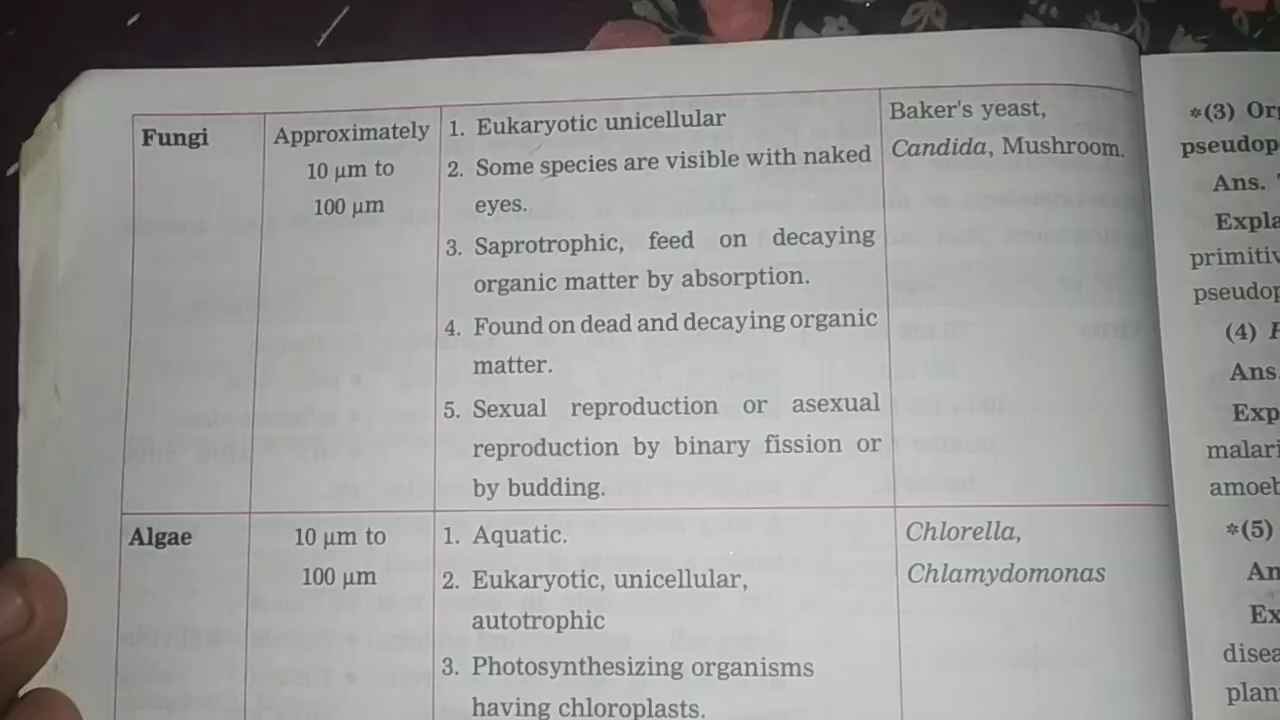 Fungi
Approximately
10 μm to
100 μm
1. Eukaryotic unicellular
2. Some species are visible with naked
eyes.
3. Saprotrophic, feed on decaying
organic matter by absorption.
4. Found on dead and decaying organic
matter.
5. Sexual reproduction or asexual
reproduction by binary fission or
by budding.
Baker's yeast,
Candida, Mushroom.
Algae
10 μm to
100 μm
1. Aquatic.
2. Eukaryotic, unicellular,
autotrophic
3. Photosynthesizing organisms
having chloroplasts.
Chlorella,
Chlamydomonas
*(3) Or
pseudop
Ans.
Expla
primitiv
pseudop
(4)
Ans.
Exp
malari
amoeb
*(5)
An
Ex
disea
plan